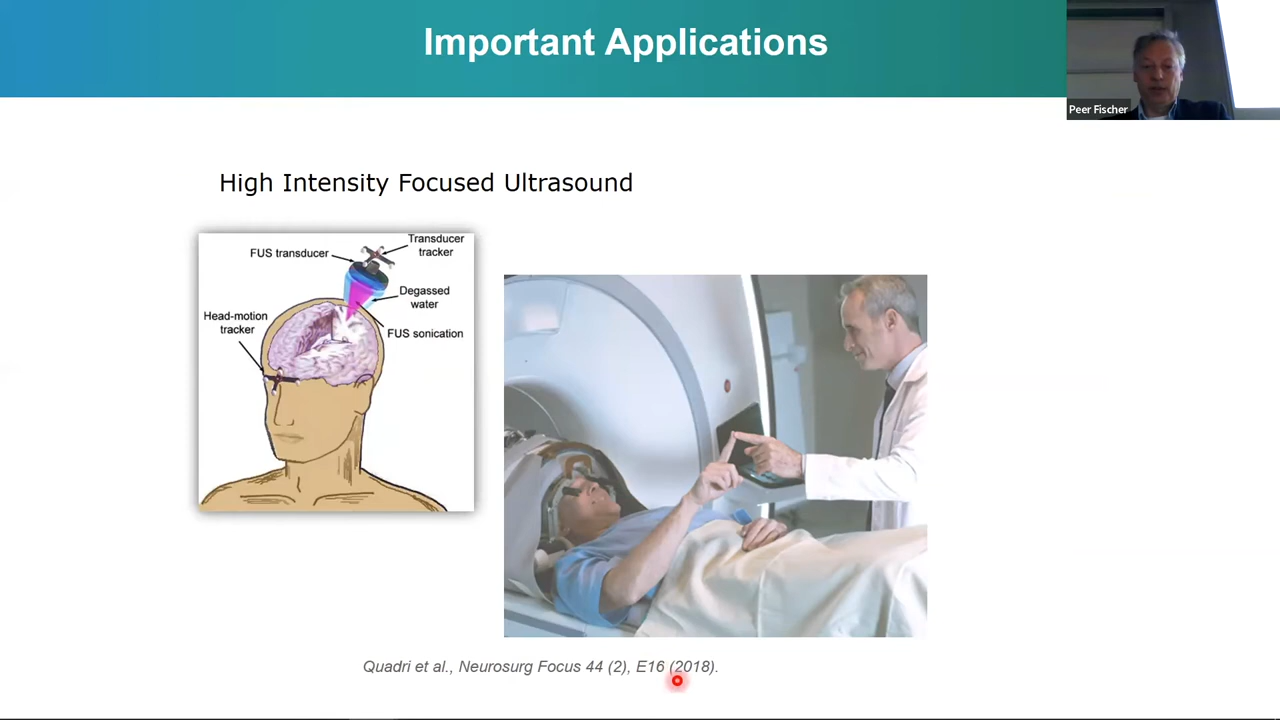 Important Applications
Peer Fischer
High Intensity Focused Ultrasound
Transducer
tracker
FUS transducer
Degassed
water
Head-motion
tracker
FUS sonication
Quadri et al., Neurosurg Focus 44 (2), E16 (2018).